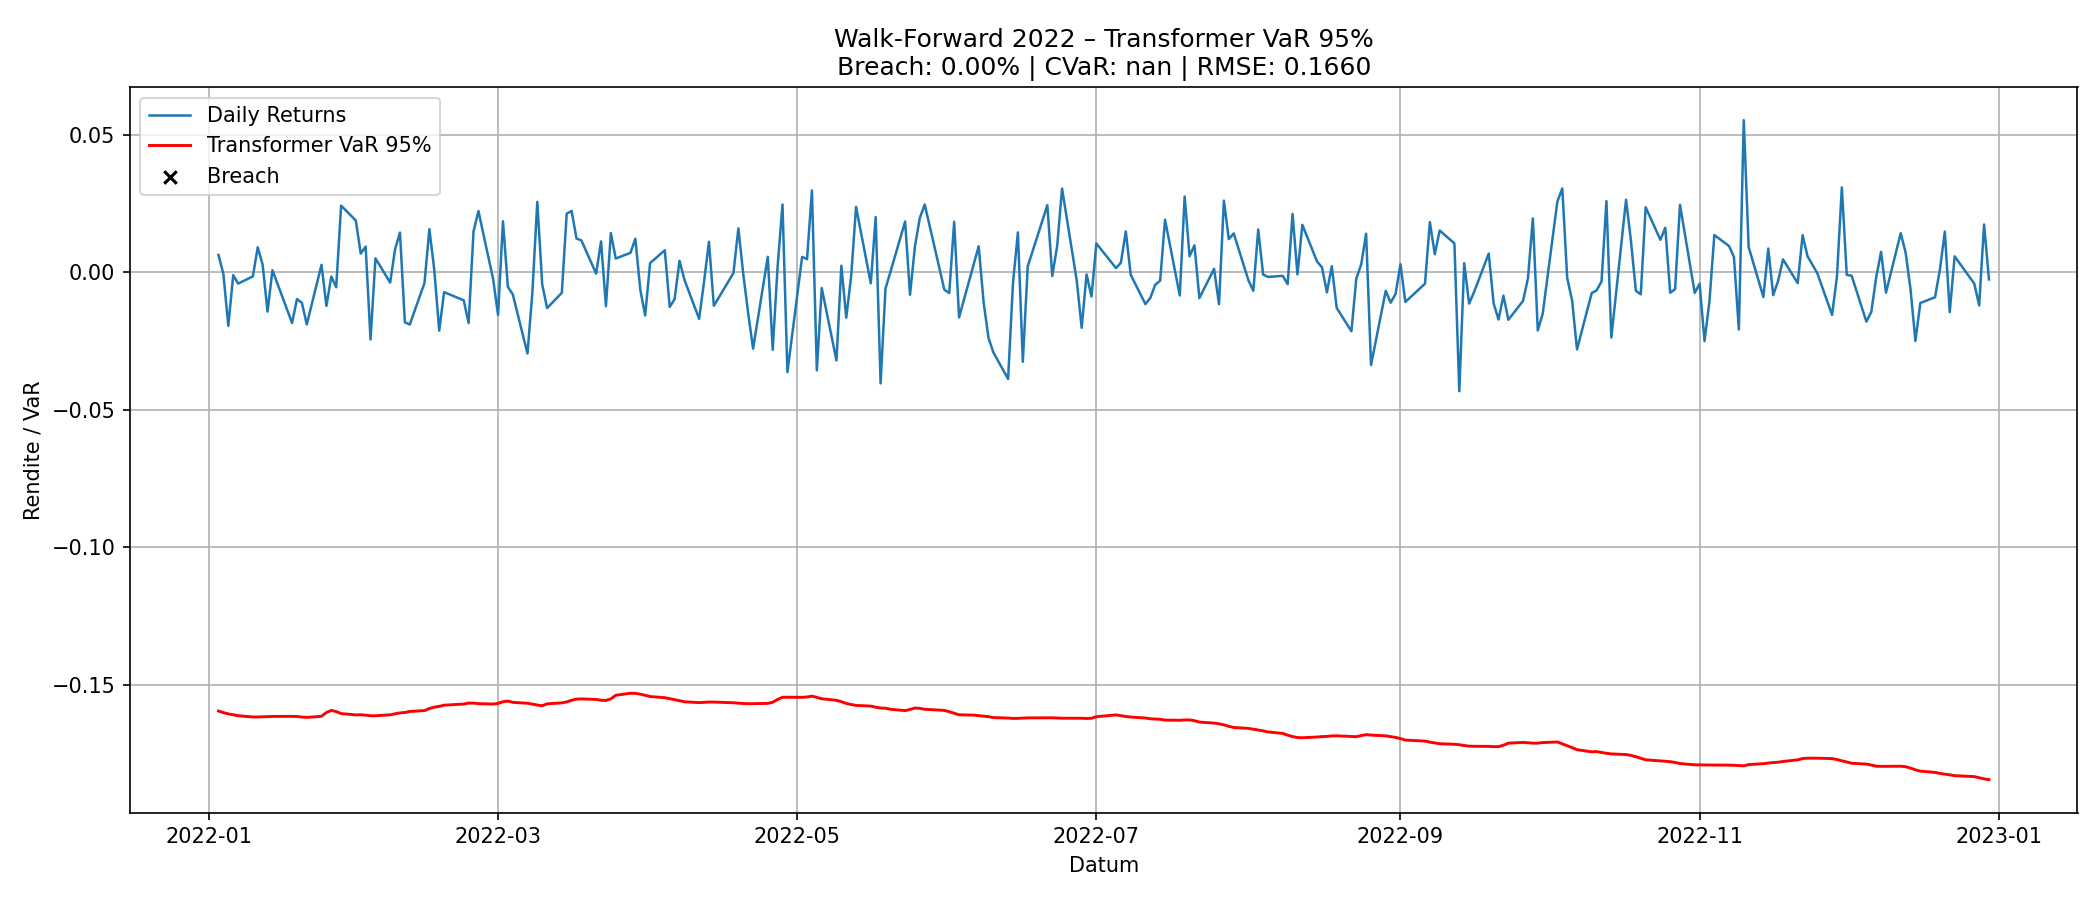 Walk-Forward 2022 – Transformer VaR 95%
Breach: 0.00% | CVaR: nan | RMSE: 0.1660
Daily Returns
Transformer VaR 95%
Breach
0.05
0.00
−0.05
−0.10
−0.15
Rendite / VaR
2022-01 2022-03 2022-05 2022-07 2022-09 2022-11 2023-01
Datum